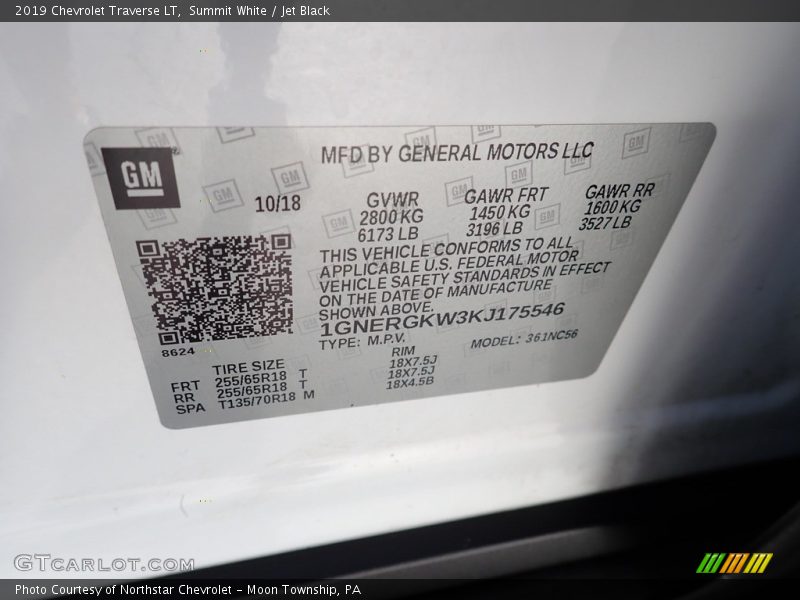 2019 Chevrolet Traverse LT, Summit White / Jet Black
GM
MFD BY GENERAL MOTORS LLC
10/18
GVWR GAWR FRT GAWR RR
2800 KG 1450 KG 1600 KG
6173 LB 3196 LB 3527 LB
THIS VEHICLE CONFORMS TO ALL
APPLICABLE U.S. FEDERAL MOTOR
VEHICLE SAFETY STANDARDS IN EFFECT
ON THE DATE OF MANUFACTURE
SHOWN ABOVE.
1GNERGKW3KJ175546
TYPE: M.P.V. MODEL: 361NC56
8624
TIRE SIZE RIM
FRT 255/65R18 T 18X7.5J
RR 255/65R18 T 18X7.5J
SPA T135/70R18 M 18X4.5B
GTcarlot.com
Photo Courtesy of Northstar Chevrolet - Moon Township, PA